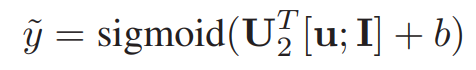 ỹ = sigmoid(U₂ᵀ[u; I] + b)